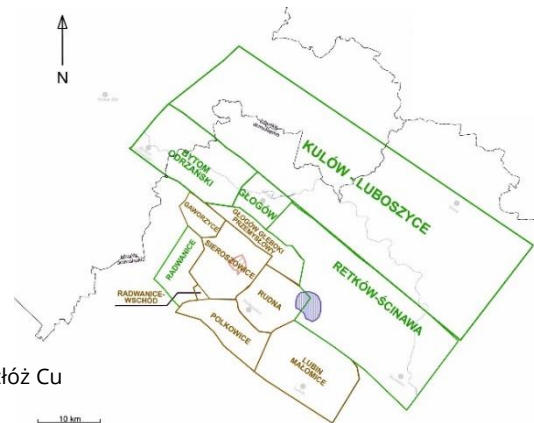 N
KULÓW - LUBOSZYCE
BYTOM
ODRZAŃSKI
GŁOGÓW
GŁOGÓW GŁĘBOKI
PRZEMYSŁOWY
GAWORZYCE
SIEROSZOWICE
RADWANICE
RETKÓW-ŚCINAWA
RADWANICE-
WSCHÓD
RUDNA
POLKOWICE
LUBIN
MAŁOMICE
złóż Cu
10 km